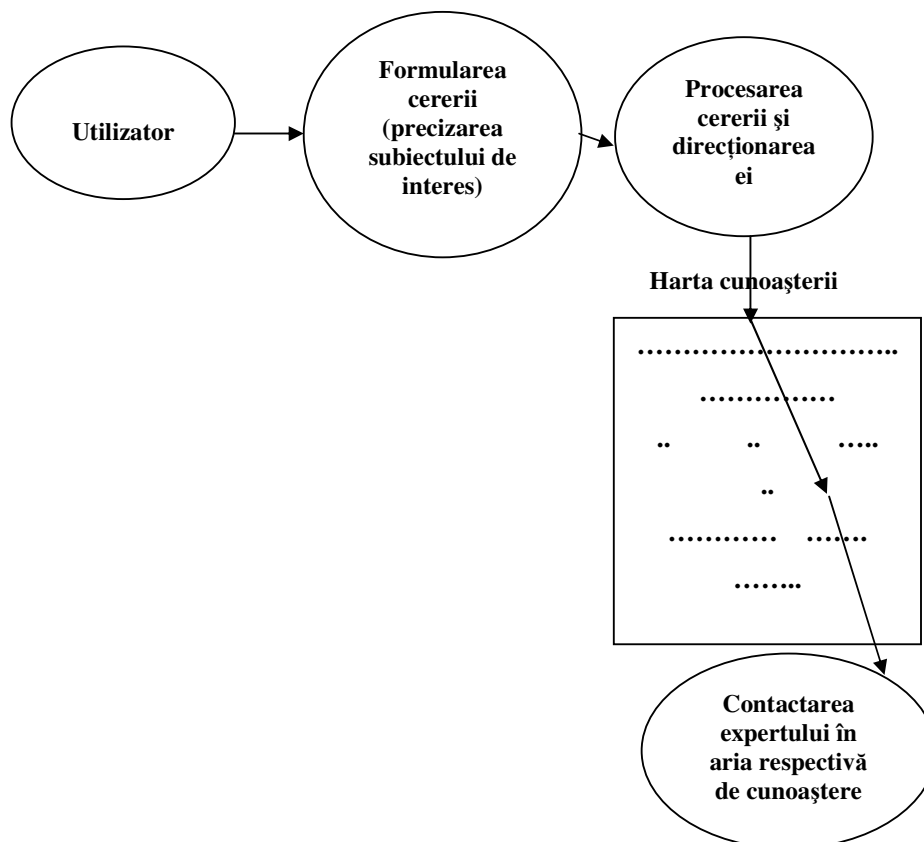 Utilizator
Formularea
cererii
(precizarea
subiectului de
interes)
Procesarea
cererii şi
direcționarea
ei
Harta cunoaşterii
Contactarea
expertului în
aria respectivă
de cunoaştere